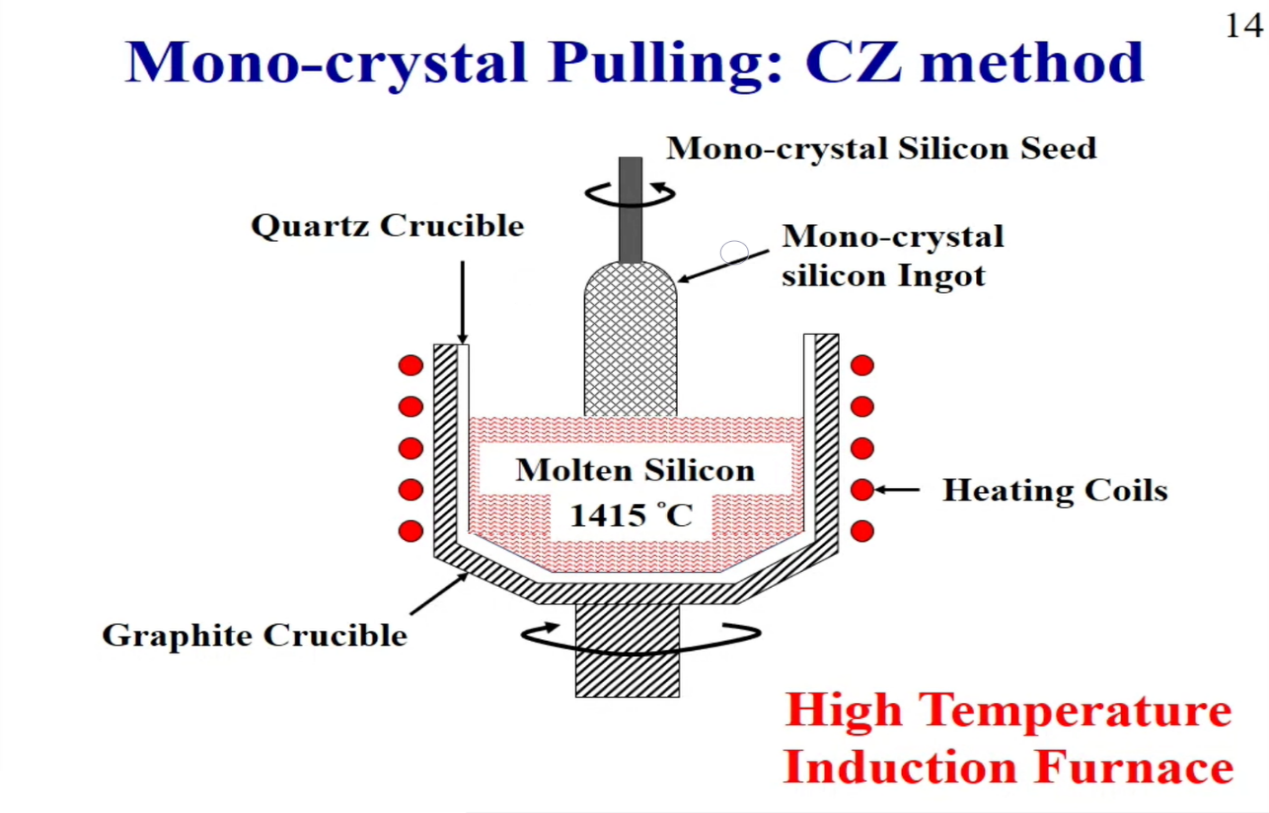 14
Mono-crystal Pulling: CZ method
Mono-crystal Silicon Seed
Quartz Crucible
Mono-crystal
silicon Ingot
Molten Silicon
1415 °C
Heating Coils
Graphite Crucible
High Temperature
Induction Furnace